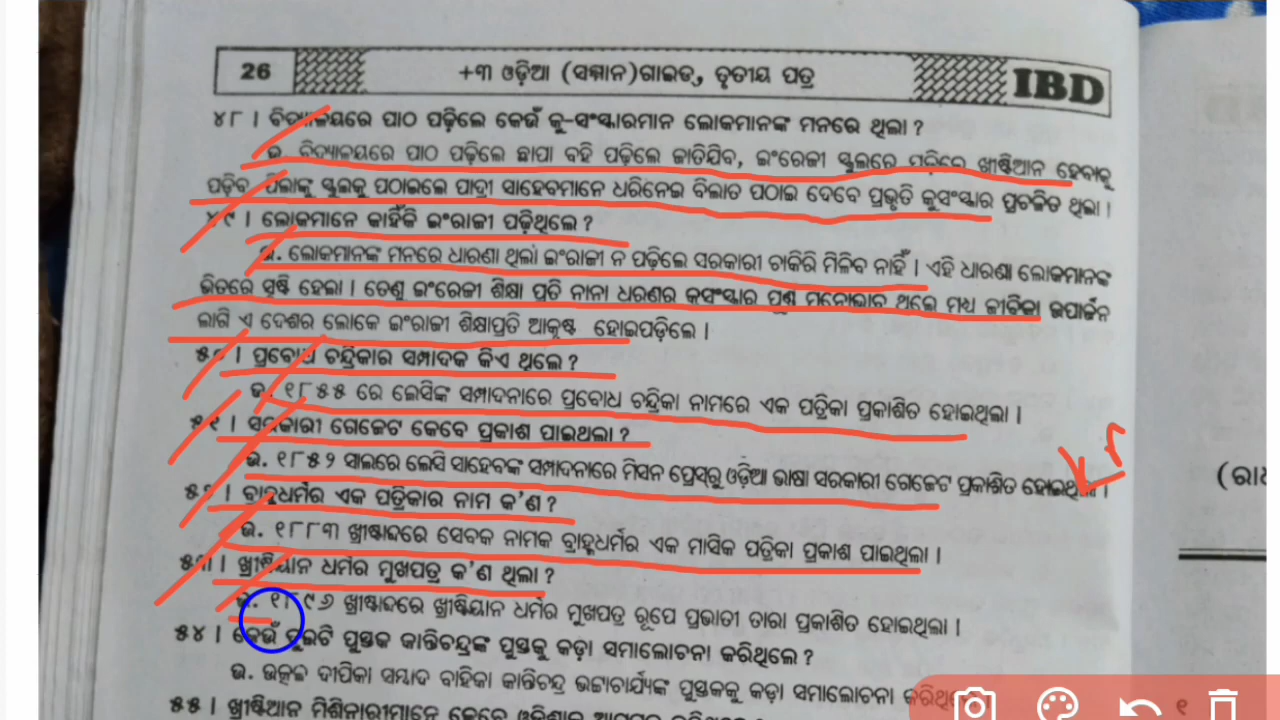 26 +୩ ଓଡ଼ିଆ (ସମ୍ମାନ) ଗାଇଡ୍, ତୃତୀୟ ପତ୍ର IBD
୪୮ । ବିଦ୍ୟାଳୟରେ ପାଠ ପଢ଼ିଲେ କେଉଁ କୁ-ସଂସ୍କାରମାନ ଲୋକମାନଙ୍କ ମନରେ ଥିଲା ?
ଉ. ବିଦ୍ୟାଳୟରେ ପାଠ ପଢ଼ିଲେ ଛାପା ବହି ପଢ଼ିଲେ ଜାତିଯିବ, ଇଂରେଜୀ ସ୍କୁଲରେ ପଢ଼ିଲେ ଖ୍ରୀଷ୍ଟିଆନ ହେବାକୁ
ପଡ଼ିବ ପିଲାଙ୍କୁ ସ୍କୁଲକୁ ପଠାଇଲେ ପାଦ୍ରୀ ସାହେବମାନେ ଧରିନେଇ ବିଲାତ ପଠାଇ ଦେବେ ପ୍ରଭୃତି କୁସଂସ୍କାର ପ୍ରଚଳିତ ଥିଲା ।
୪୯ । ଲୋକମାନେ କାହିଁକି ଇଂରାଜୀ ପଢ଼ିଥିଲେ ?
ଉ. ଲୋକମାନଙ୍କ ମନରେ ଧାରଣା ଥିଲା ଇଂରାଜୀ ନ ପଢ଼ିଲେ ସରକାରୀ ଚାକିରି ମିଳିବ ନାହିଁ । ଏହି ଧାରଣା ଲୋକମାନଙ୍କ
ଭିତରେ ସୃଷ୍ଟି ହେଲା । ତେଣୁ ଇଂରେଜୀ ଶିକ୍ଷା ପ୍ରତି ନାନା ଧରଣର କୁସଂସ୍କାର ମନୋଭାବ ଥିଲେ ମଧ୍ୟ ଜୀବିକା ଉପାର୍ଜନ
ଲାଗି ଏ ଦେଶର ଲୋକେ ଇଂରାଜୀ ଶିକ୍ଷାପ୍ରତି ଆକୃଷ୍ଟ ହୋଇପଡ଼ିଲେ ।
୫୦ । ପ୍ରବୋଧ ଚନ୍ଦ୍ରିକାର ସମ୍ପାଦକ କିଏ ଥିଲେ ?
ଉ. ୧୮୫୫ ରେ ଲେସିଙ୍କ ସମ୍ପାଦନାରେ ପ୍ରବୋଧ ଚନ୍ଦ୍ରିକା ନାମରେ ଏକ ପତ୍ରିକା ପ୍ରକାଶିତ ହୋଇଥିଲା ।
୫୧ । ସରକାରୀ ଗେଜେଟ କେବେ ପ୍ରକାଶ ପାଇଥିଲା ?
ଉ. ୧୮୫୨ ସାଲରେ ଲେସି ସାହେବଙ୍କ ସମ୍ପାଦନାରେ ମିସନ ପ୍ରେସ୍‌ରୁ ଓଡ଼ିଆ ଭାଷା ସରକାରୀ ଗେଜେଟ ପ୍ରକାଶିତ ହୋଇଥିଲା ।
୫୨ । ବ୍ରାହ୍ମଧର୍ମର ଏକ ପତ୍ରିକାର ନାମ କ'ଣ ?
ଉ. ୧୮୮୩ ଖ୍ରୀଷ୍ଟାବ୍ଦରେ ସେବକ ନାମକ ବ୍ରାହ୍ମଧର୍ମର ଏକ ମାସିକ ପତ୍ରିକା ପ୍ରକାଶ ପାଇଥିଲା ।
୫୩ । ଖ୍ରୀଷ୍ଟିୟାନ ଧର୍ମର ମୁଖପତ୍ର କ'ଣ ଥିଲା ?
ଉ. ୧୮୯୬ ଖ୍ରୀଷ୍ଟାବ୍ଦରେ ଖ୍ରୀଷ୍ଟିୟାନ ଧର୍ମର ମୁଖପତ୍ର ରୂପେ ପ୍ରଭାତୀ ତାରା ପ୍ରକାଶିତ ହୋଇଥିଲା ।
୫୪ । କେଉଁ ଦୁଇଟି ପୁସ୍ତକ କାନ୍ତିଚନ୍ଦ୍ରଙ୍କ ପୁସ୍ତକକୁ କଡ଼ା ସମାଲୋଚନା କରିଥିଲେ ?
ଉ. ଉତ୍କଳ ଦୀପିକା ସମ୍ବାଦ ବାହିକା କାନ୍ତିଚନ୍ଦ୍ର ଭଟ୍ଟାଚାର୍ଯ୍ୟଙ୍କ ପୁସ୍ତକକୁ କଡ଼ା ସମାଲୋଚନା
୫୫ । ଖ୍ରୀଷ୍ଟିଆନ ମିଶିନାରୀମାନେ କେବେ
(ରାଧ